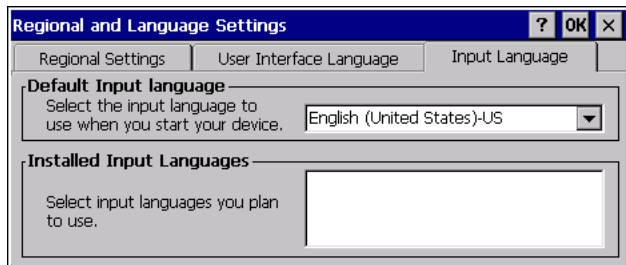 Regional and Language Settings ? OK ×
Regional Settings User Interface Language Input Language
Default Input language
Select the input language to
use when you start your device.
English (United States)-US
Installed Input Languages
Select input languages you plan
to use.